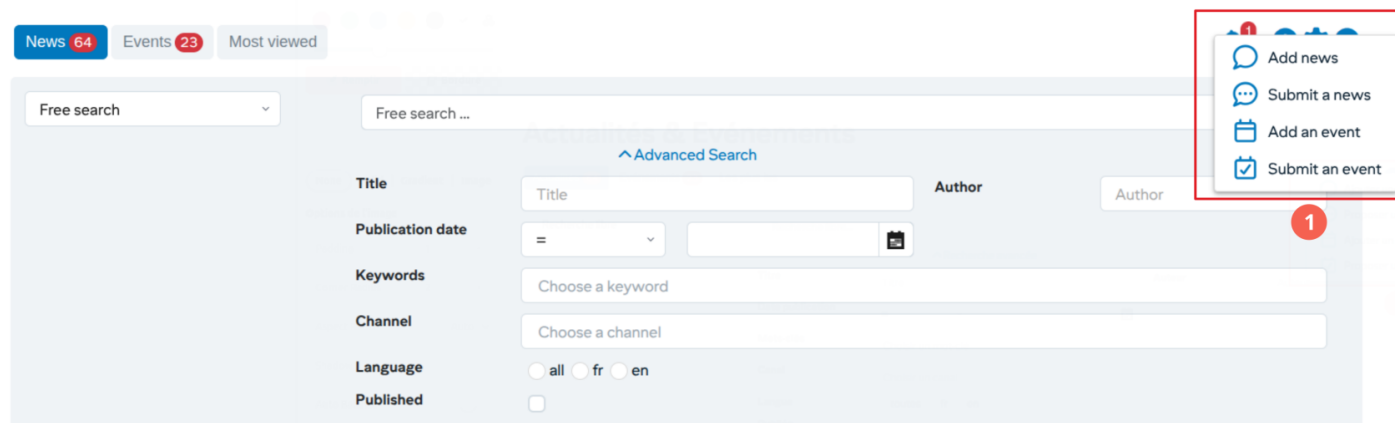 News 64 Events 23 Most viewed
1
Add news
Submit a news
Add an event
Submit an event
1
Free search
Free search ...
Actualités & Evénements
Advanced Search
Title
Title
Author
Author
Publication date
=
Keywords
Choose a keyword
Channel
Choose a channel
Language
all fr en
Published